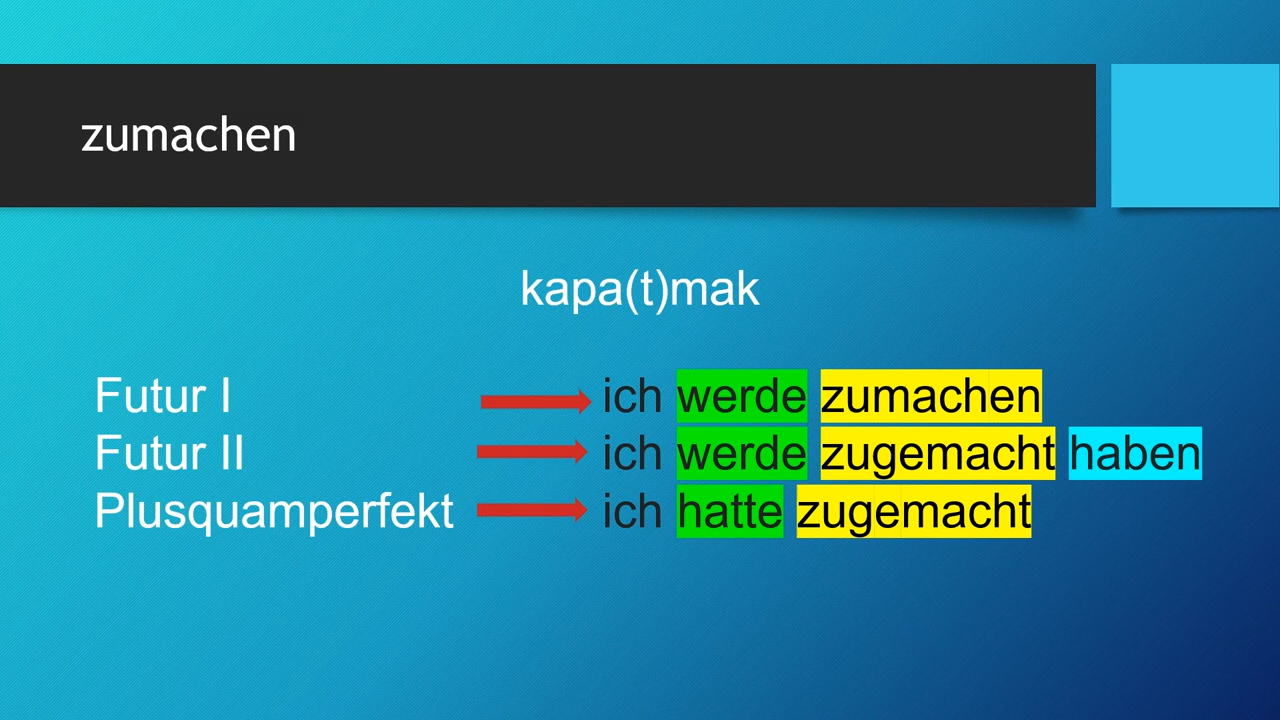 zumachen
kapa(t)mak
Futur I ich werde zumachen
Futur II ich werde zugemacht haben
Plusquamperfekt ich hatte zugemacht